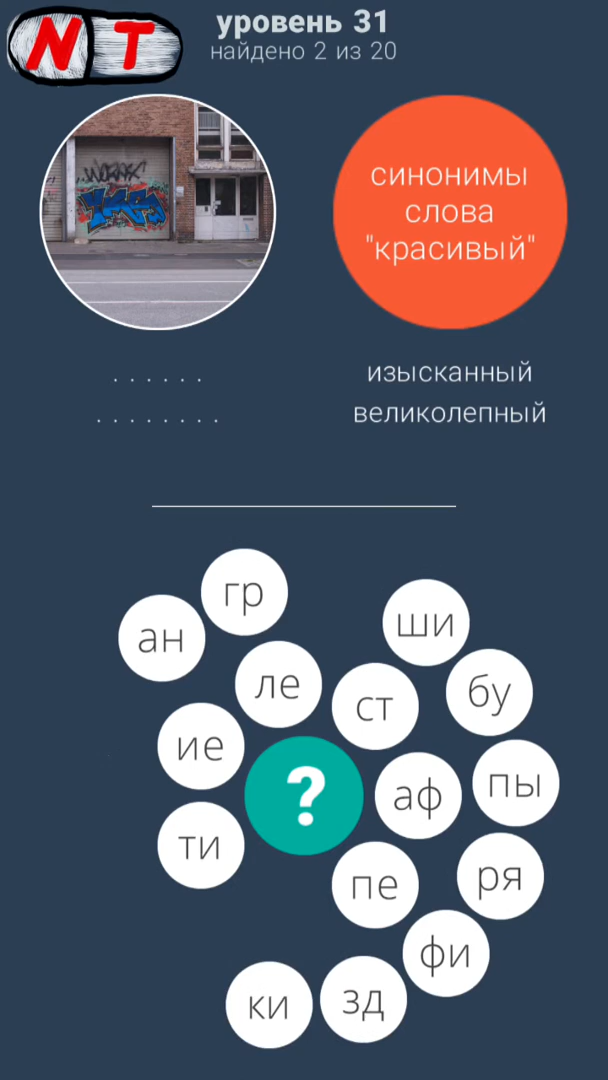 NT
уровень 31
найдено 2 из 20
синонимы
слова
"красивый"
. . . . . .
изысканный
. . . . . . . .
великолепный
гр
ши
ан
ле
бу
ст
ие
?
аф
пы
ти
пе
ря
фи
ки
зд